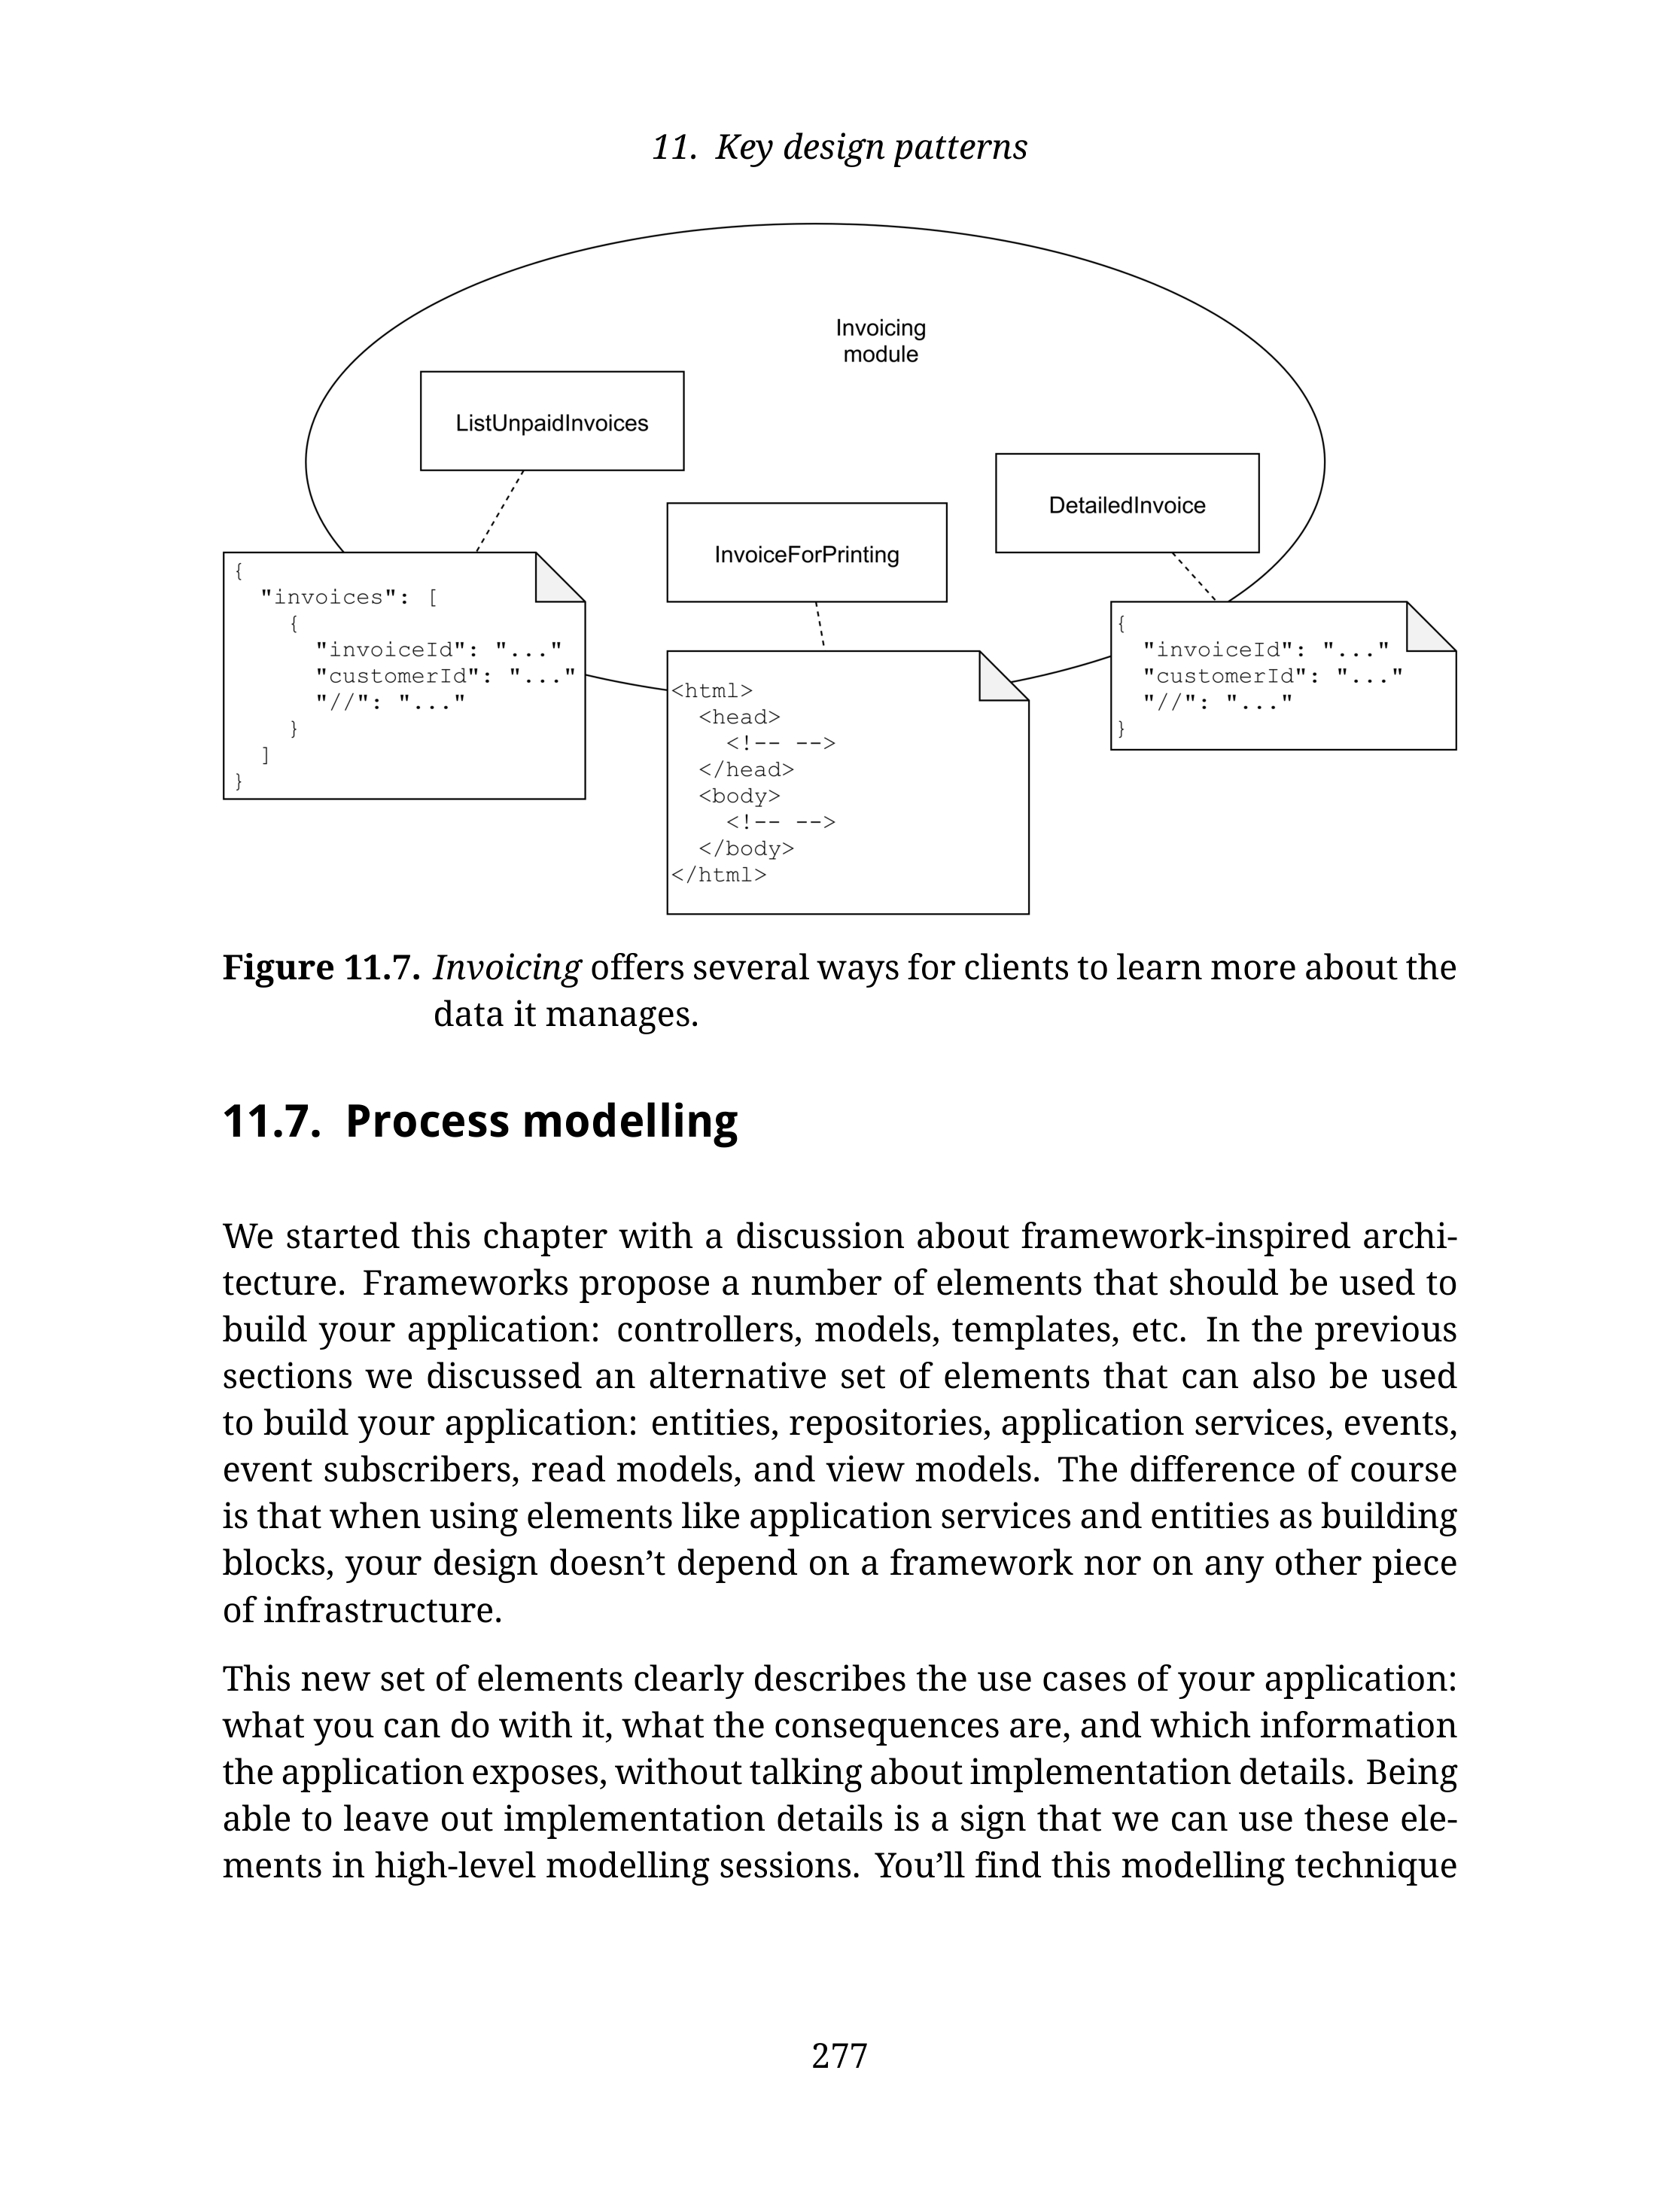 11. Key design patterns
Invoicing
module
ListUnpaidInvoices
DetailedInvoice
InvoiceForPrinting
{
  "invoices": [
    {
      "invoiceId": "..."
      "customerId": "..."
      "//": "..."
    }
  ]
}
<html>
  <head>
    <!-- -->
  </head>
  <body>
    <!-- -->
  </body>
</html>
{
  "invoiceId": "..."
  "customerId": "..."
  "//": "..."
}
Figure 11.7. Invoicing offers several ways for clients to learn more about the
data it manages.
11.7. Process modelling
We started this chapter with a discussion about framework-inspired archi-
tecture. Frameworks propose a number of elements that should be used to
build your application: controllers, models, templates, etc. In the previous
sections we discussed an alternative set of elements that can also be used
to build your application: entities, repositories, application services, events,
event subscribers, read models, and view models. The difference of course
is that when using elements like application services and entities as building
blocks, your design doesn’t depend on a framework nor on any other piece
of infrastructure.
This new set of elements clearly describes the use cases of your application:
what you can do with it, what the consequences are, and which information
the application exposes, without talking about implementation details. Being
able to leave out implementation details is a sign that we can use these ele-
ments in high-level modelling sessions. You’ll find this modelling technique
277